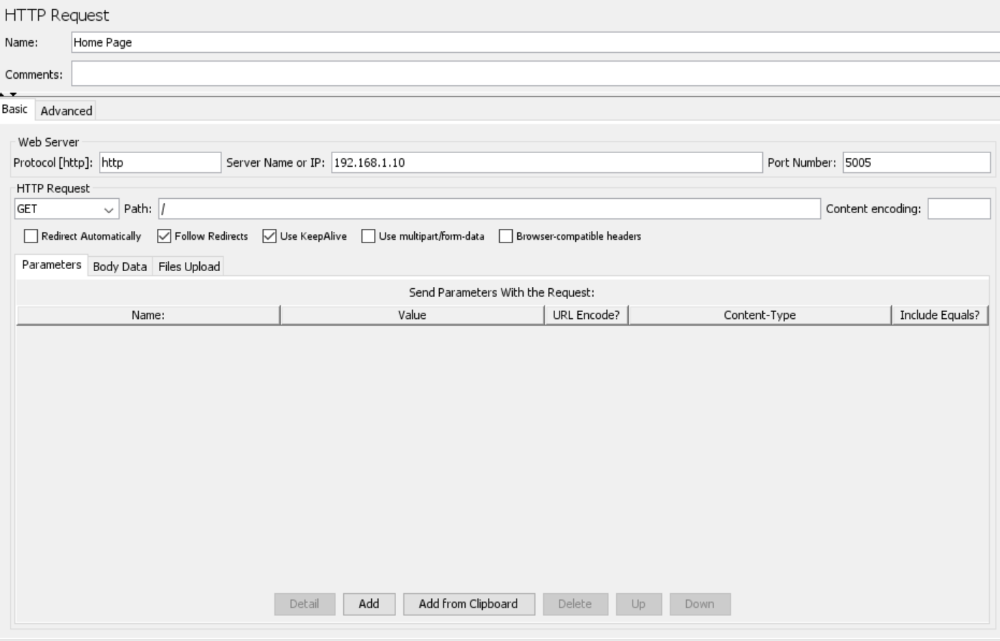 HTTP Request
Name: Home Page
Comments:
Basic Advanced
Web Server
Protocol [http]: http Server Name or IP: 192.168.1.10 Port Number: 5005
HTTP Request
GET Path: / Content encoding:
Redirect Automatically Follow Redirects Use KeepAlive Use multipart/form-data Browser-compatible headers
Parameters Body Data Files Upload
Send Parameters With the Request:
Name: Value URL Encode? Content-Type Include Equals?
Detail Add Add from Clipboard Delete Up Down